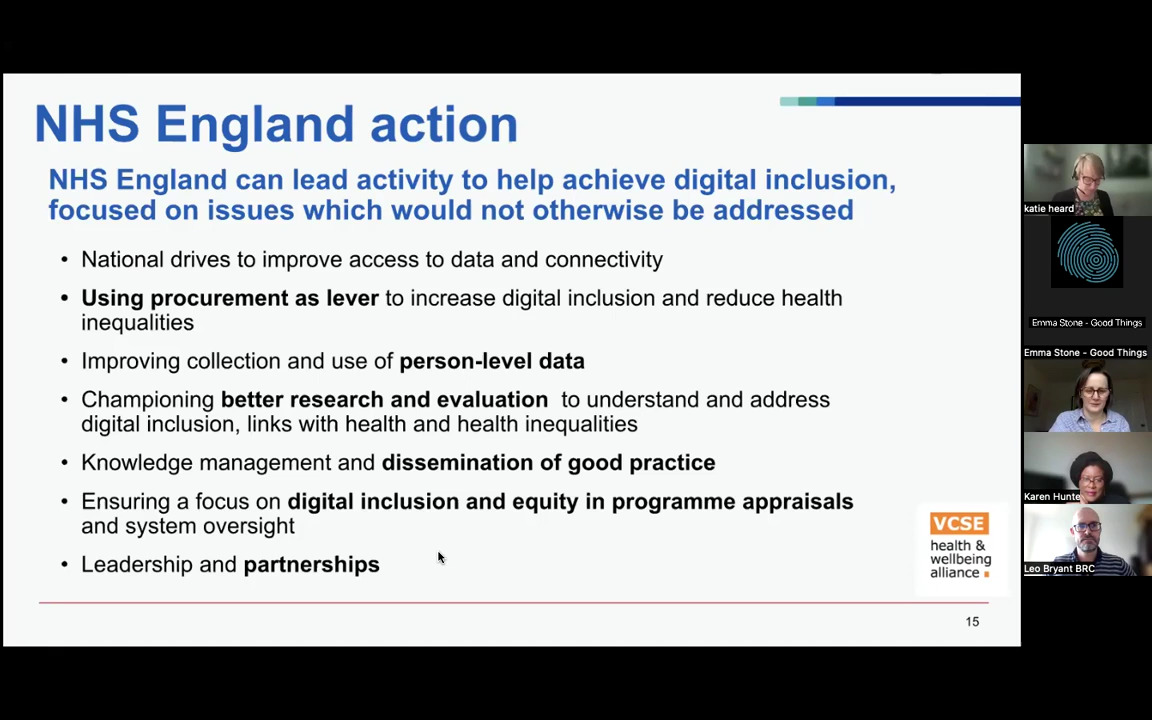 NHS England action
NHS England can lead activity to help achieve digital inclusion,
focused on issues which would not otherwise be addressed
• National drives to improve access to data and connectivity
• Using procurement as lever to increase digital inclusion and reduce health
inequalities
• Improving collection and use of person-level data
• Championing better research and evaluation to understand and address
digital inclusion, links with health and health inequalities
• Knowledge management and dissemination of good practice
• Ensuring a focus on digital inclusion and equity in programme appraisals
and system oversight
• Leadership and partnerships
VCSE
health &
wellbeing
alliance
15
katie heard
Emma Stone - Good Things
Emma Stone - Good Things
Karen Hunte
Leo Bryant BRC